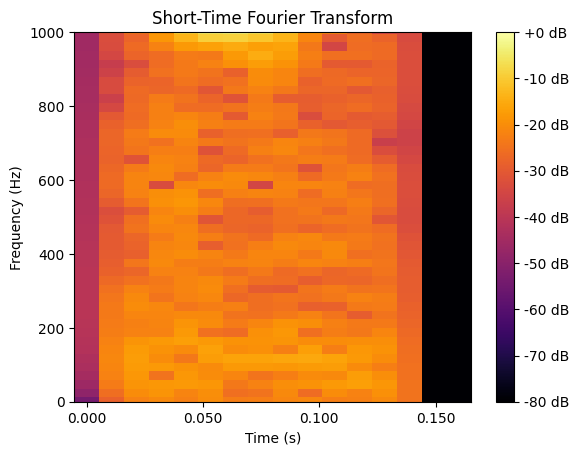 Short-Time Fourier Transform
1000
800
600
400
200
0
Frequency (Hz)
0.000
0.050
0.100
0.150
Time (s)
+0 dB
-10 dB
-20 dB
-30 dB
-40 dB
-50 dB
-60 dB
-70 dB
-80 dB